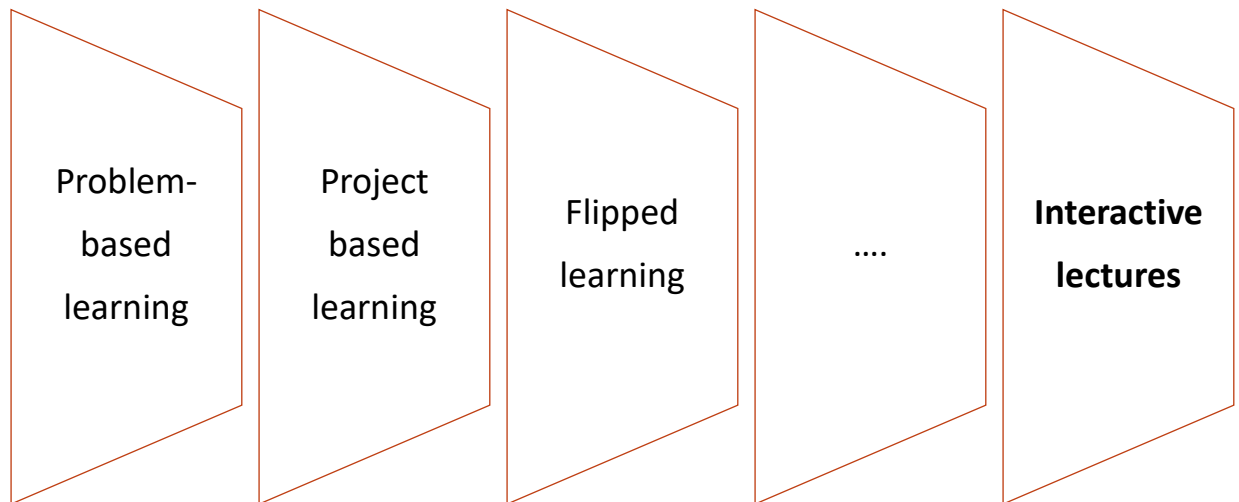 Problem-
based
learning
Project
based
learning
Flipped
learning
....
Interactive
lectures